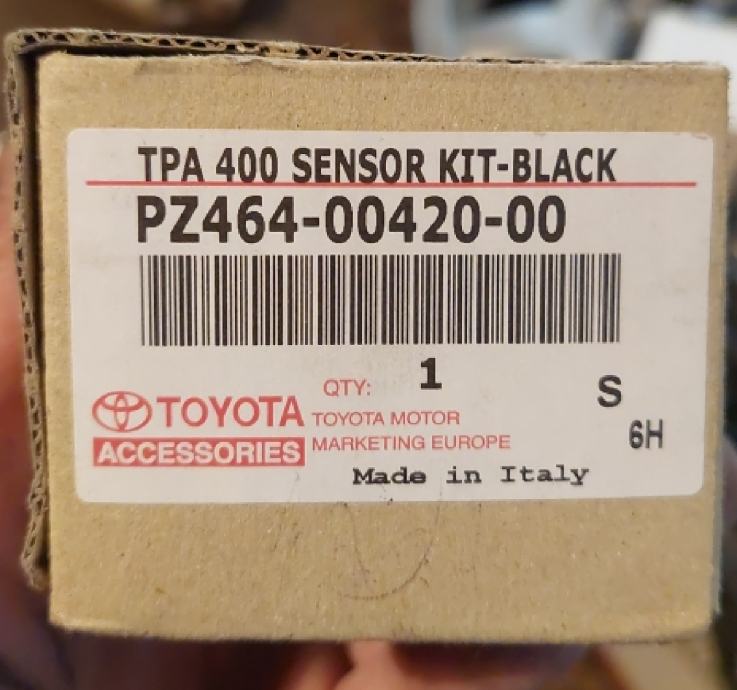 TPA 400 SENSOR KIT-BLACK
PZ464-00420-00
QTY: 1
S
TOYOTA
ACCESSORIES
TOYOTA MOTOR
MARKETING EUROPE
6H
Made in Italy